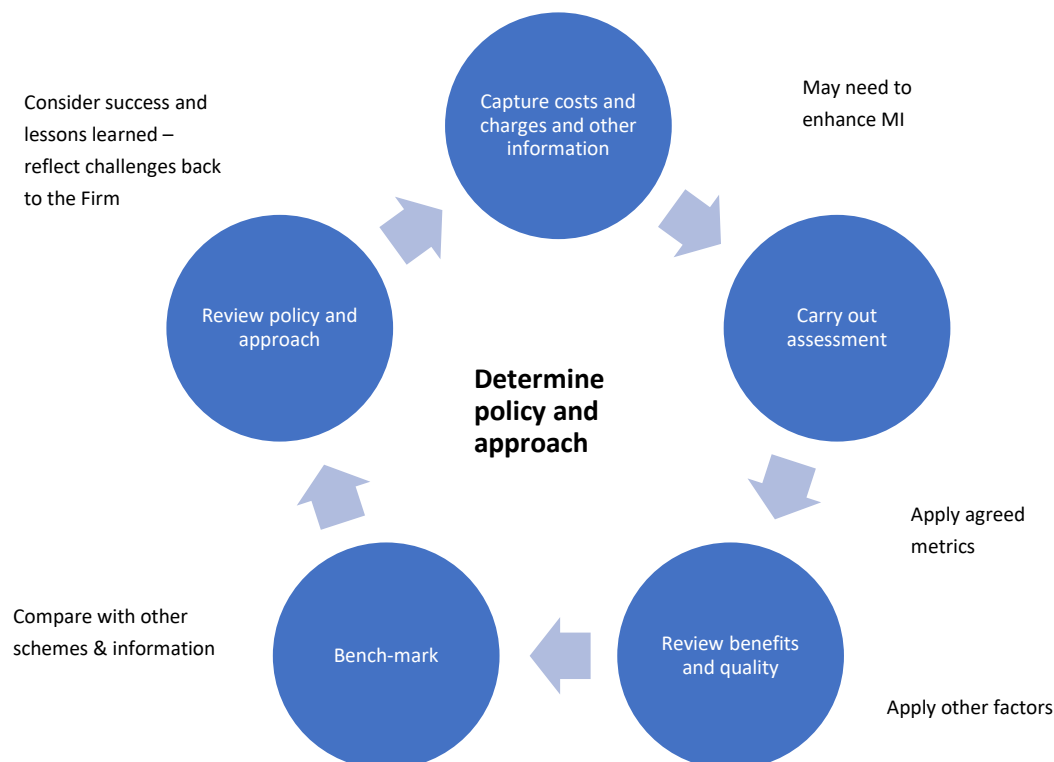 Capture costs and
charges and other
information
May need to
enhance MI
Consider success and
lessons learned –
reflect challenges back
to the Firm
Review policy and
approach
Carry out
assessment
Determine
policy and
approach
Apply agreed
metrics
Compare with other
schemes & information
Bench-mark
Review benefits
and quality
Apply other factors